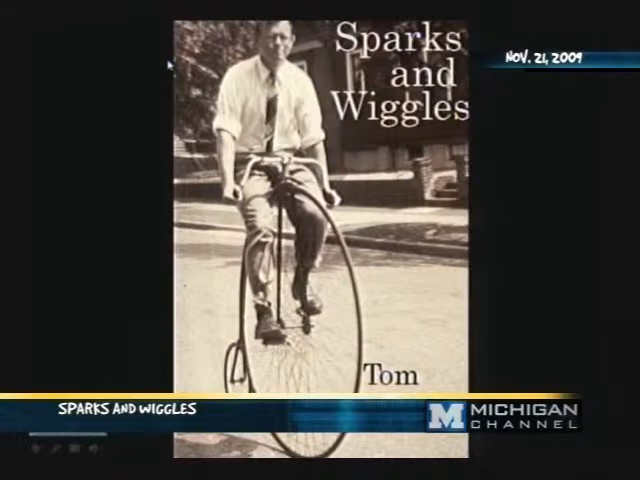 Sparks
and
Wiggles
NOV. 21, 2009
Tom
SPARKS AND WIGGLES
M MICHIGAN
CHANNEL